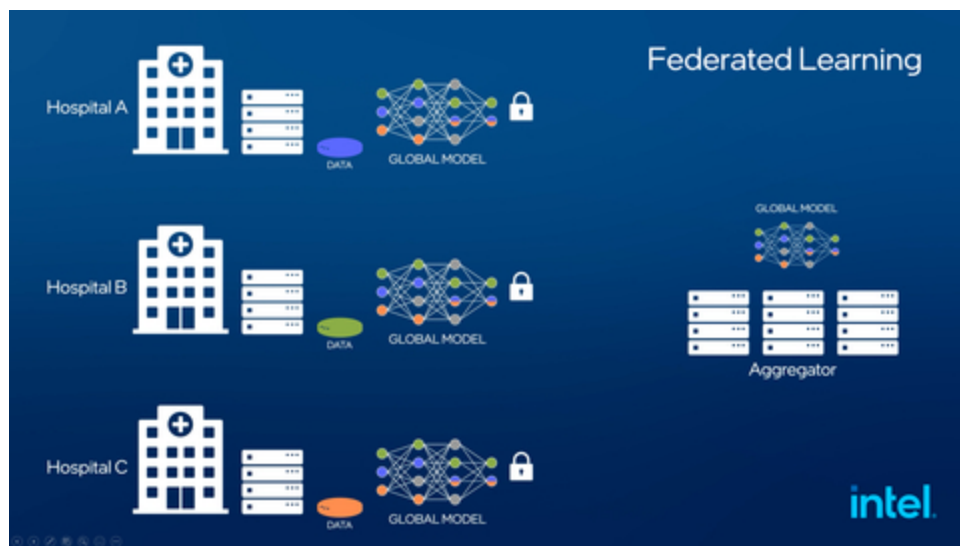 Federated Learning
Hospital A
DATA
GLOBAL MODEL
Hospital B
DATA
GLOBAL MODEL
GLOBAL MODEL
Aggregator
Hospital C
DATA
GLOBAL MODEL
intel.